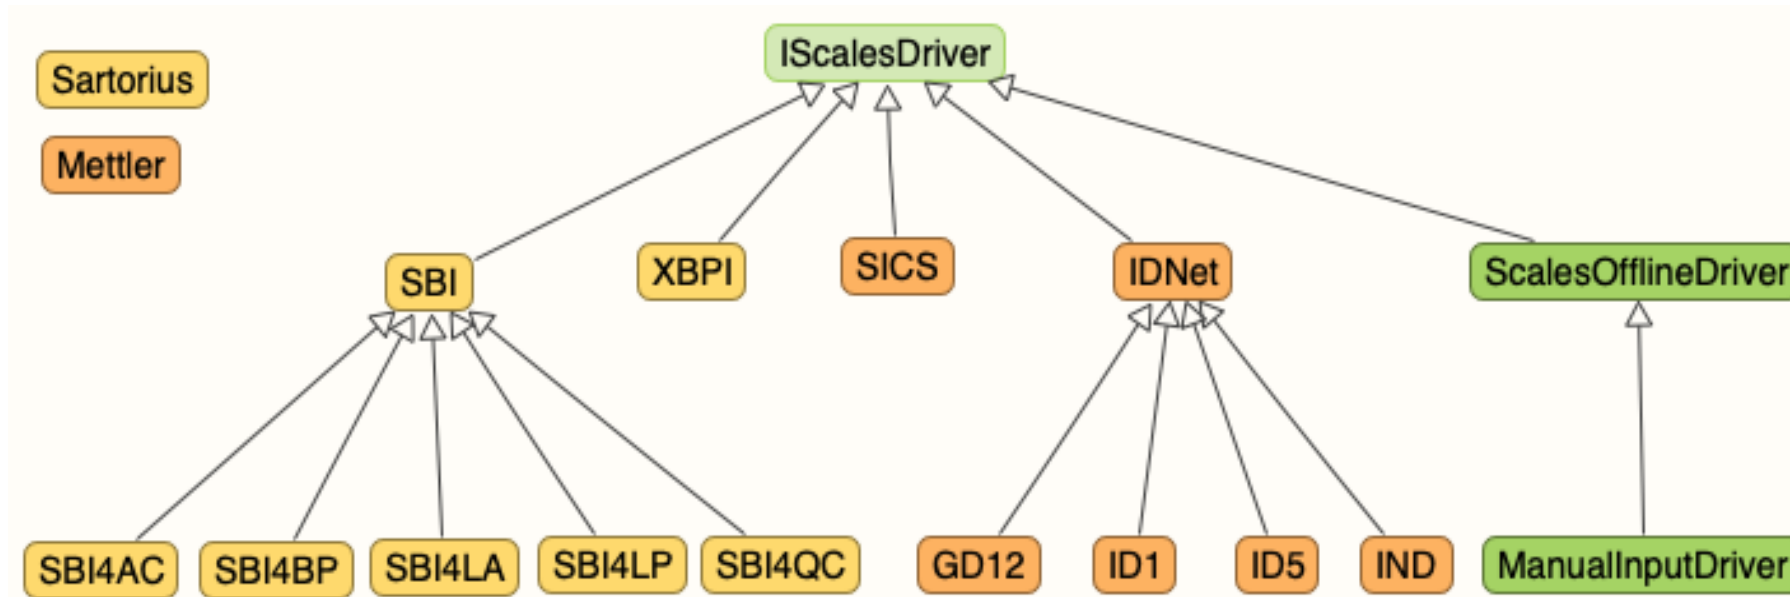 IScalesDriver
Sartorius
Mettler
SBI
XBPI
SICS
IDNet
ScalesOfflineDriver
SBI4AC
SBI4BP
SBI4LA
SBI4LP
SBI4QC
GD12
ID1
ID5
IND
ManualInputDriver